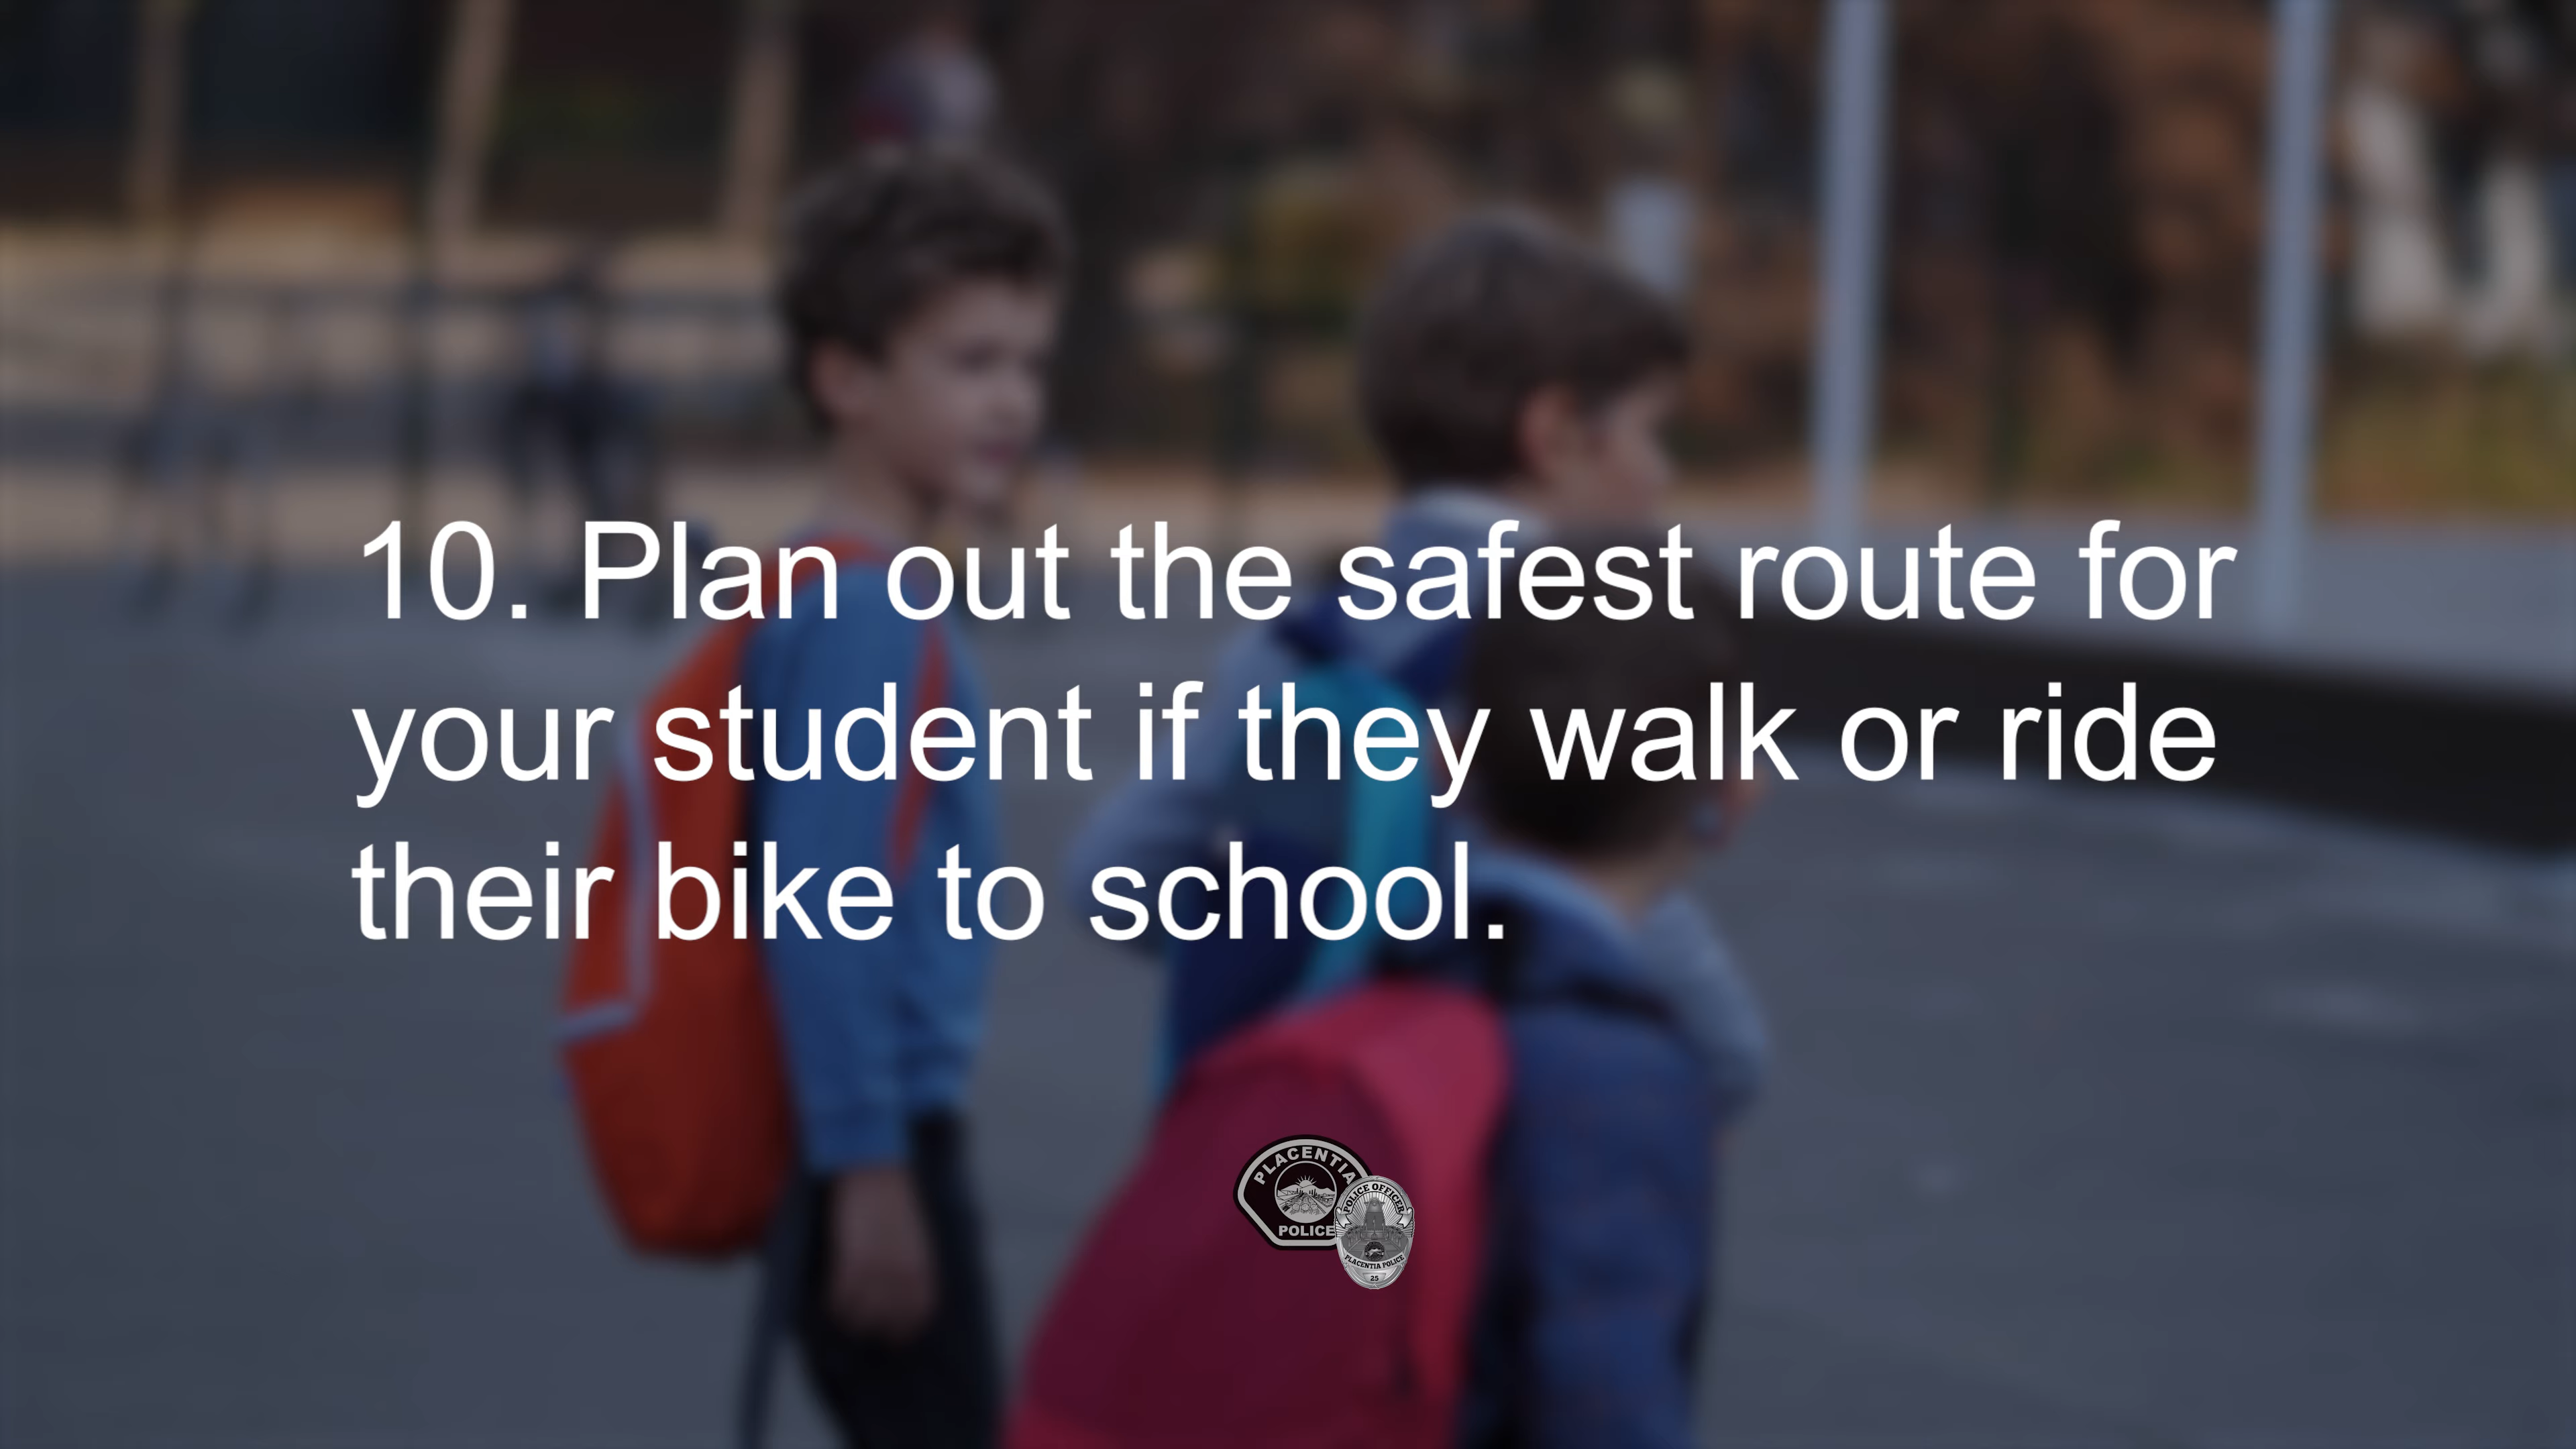 10. Plan out the safest route for
your student if they walk or ride
their bike to school.
PLACENTIA
POLICE
POLICE OFFICER
PLACENTIA POLICE
25